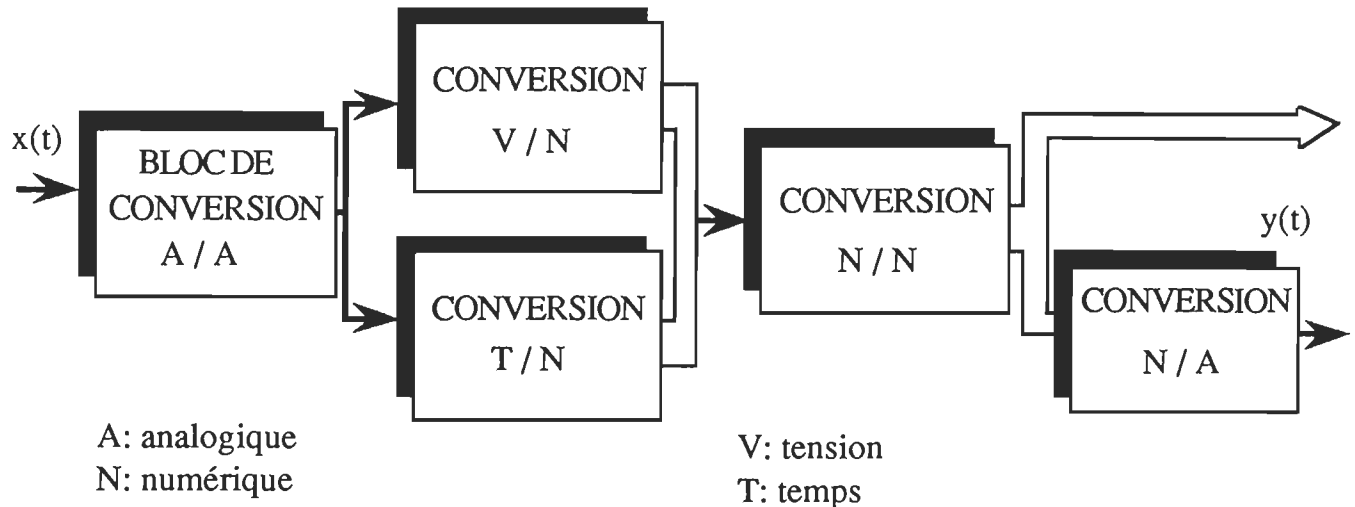 x(t)
BLOC DE
CONVERSION
A / A
CONVERSION
V / N
CONVERSION
T / N
CONVERSION
N / N
y(t)
CONVERSION
N / A
A: analogique
N: numérique
V: tension
T: temps